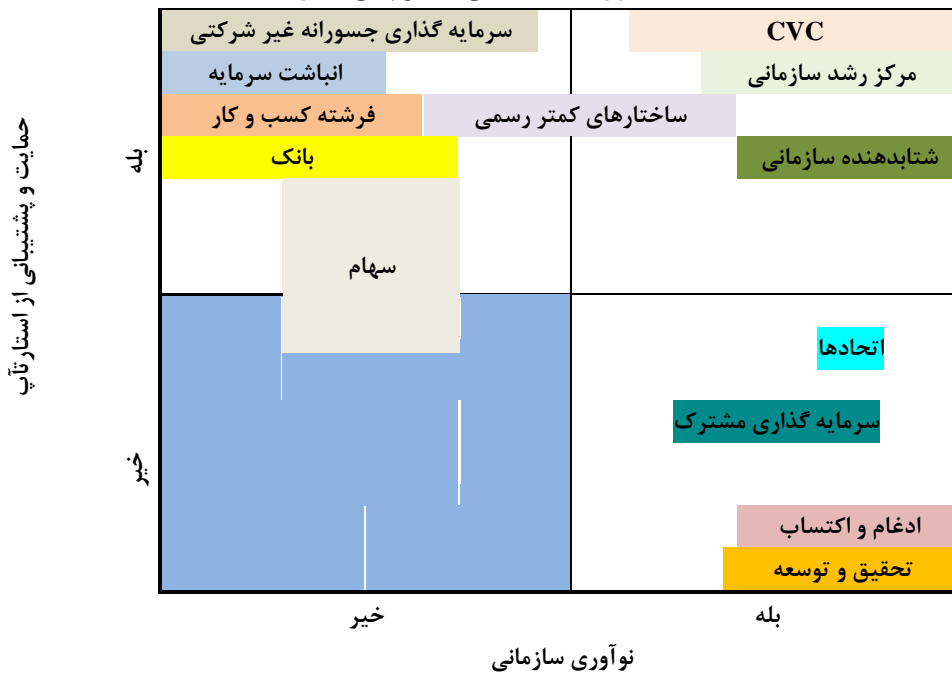 سرمایه گذاری جسورانه غیر شرکتی
CVC
انباشت سرمایه
مرکز رشد سازمانی
فرشته کسب و کار
ساختارهای کمتر رسمی
بانک
شتابدهنده سازمانی
سهام
اتحادها
سرمایه گذاری مشترک
ادغام و اکتساب
تحقیق و توسعه
حمایت و پشتیبانی از استارتآپ
بله
خیر
خیر
بله
نوآوری سازمانی